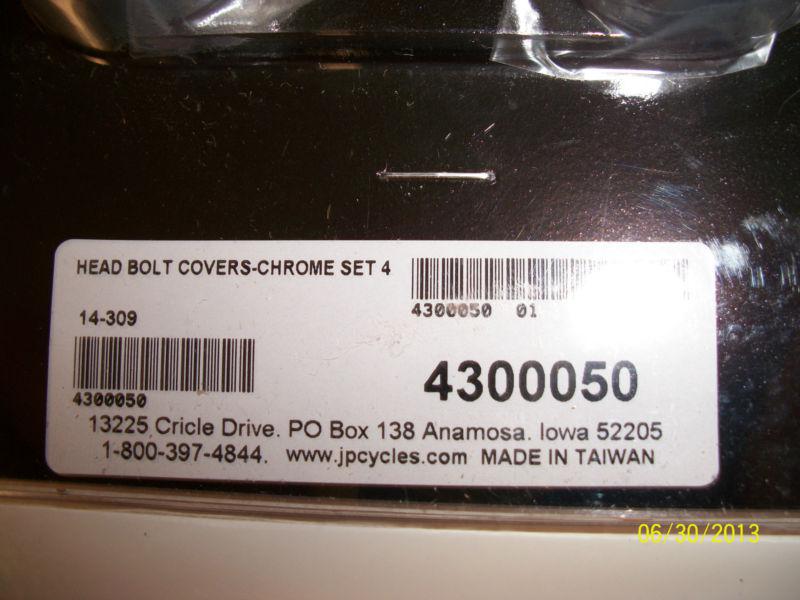 HEAD BOLT COVERS-CHROME SET 4
4300050 01
14-309
4300050
4300050
13225 Cricle Drive. PO Box 138 Anamosa. Iowa 52205
1-800-397-4844. www.jpcycles.com MADE IN TAIWAN
06/30/2013